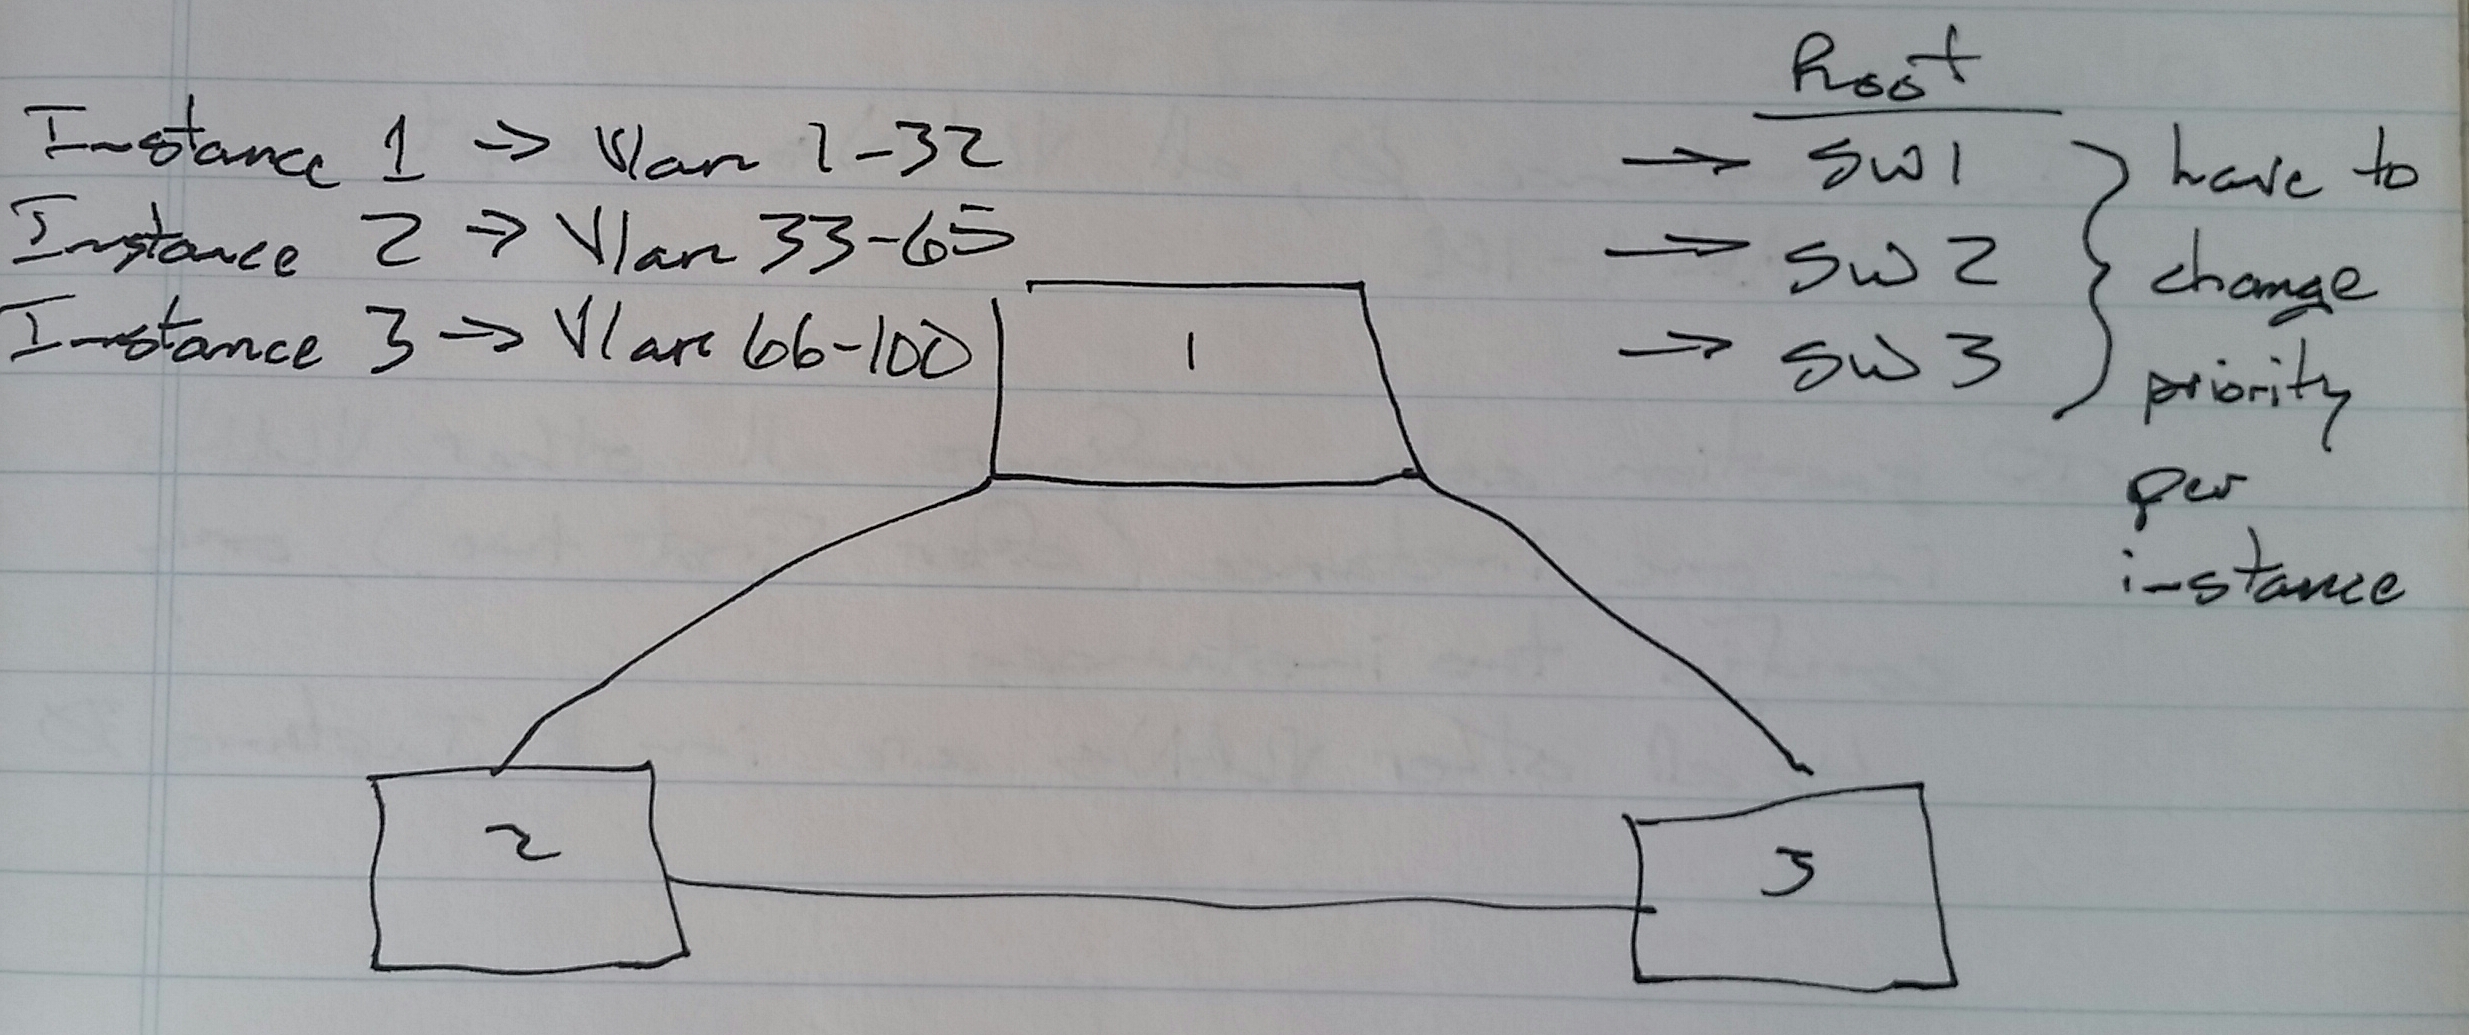 Root
Instance 1 → Vlan 1-32 → SW1 } have to
Instance 2 → Vlan 33-65 → SW2 change
Instance 3 → Vlan 66-100 → SW3 priority
per
instance
1
2
3